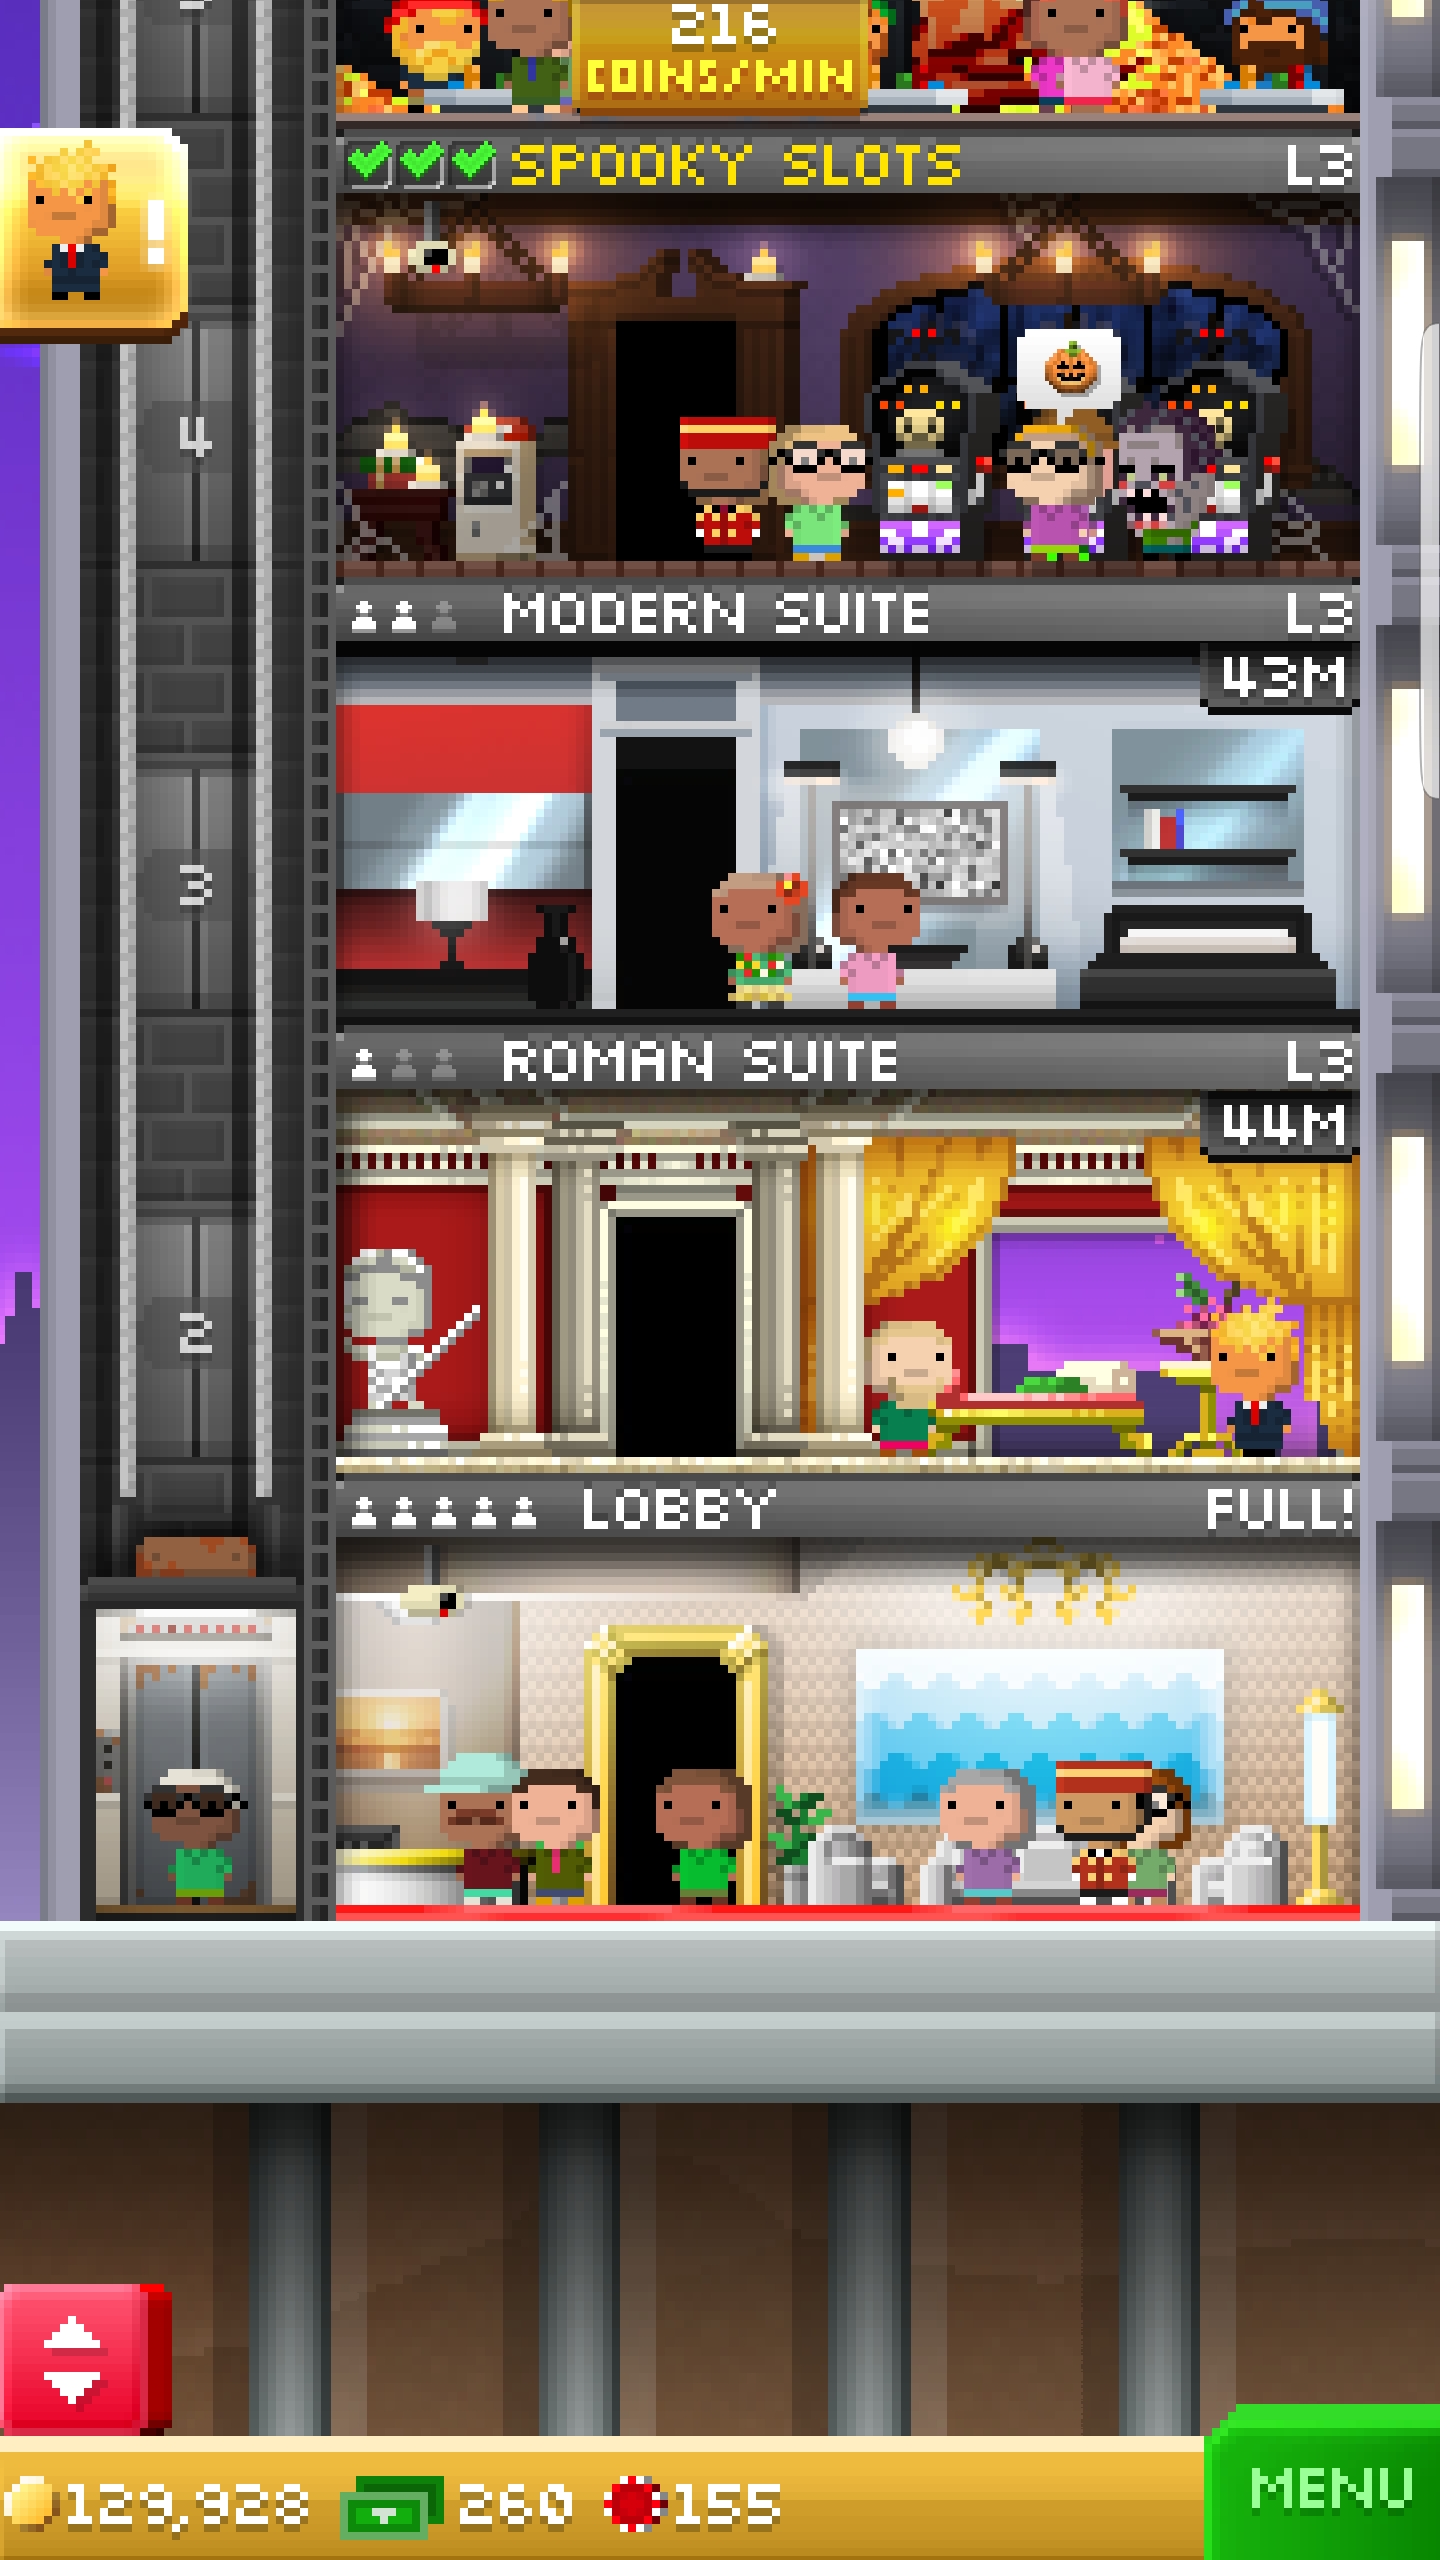 216
COINS/MIN
SPOOKY SLOTS L3
!
4
MODERN SUITE L3
43M
3
ROMAN SUITE L3
44M
2
LOBBY FULL!
129,928 260 155
MENU